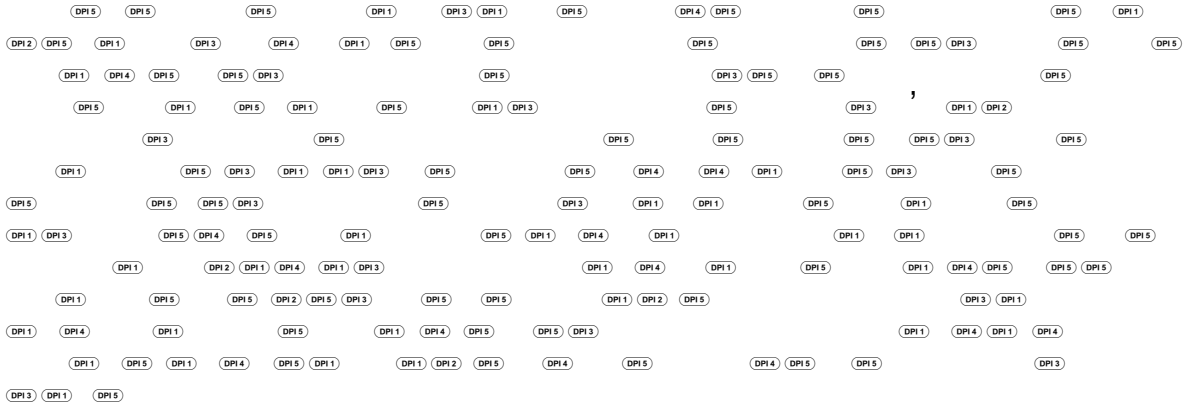 DPI 5 DPI 5 DPI 5 DPI 1 DPI 3 DPI 1 DPI 5 DPI 4 DPI 5 DPI 5 DPI 5 DPI 1
DPI 2 DPI 5 DPI 1 DPI 3 DPI 4 DPI 1 DPI 5 DPI 5 DPI 5 DPI 5 DPI 5 DPI 3 DPI 5 DPI 5
DPI 1 DPI 4 DPI 5 DPI 5 DPI 3 DPI 5 DPI 3 DPI 5 DPI 5 DPI 5
DPI 5 DPI 1 DPI 5 DPI 1 DPI 5 DPI 1 DPI 3 DPI 5 DPI 3 , DPI 1 DPI 2
DPI 3 DPI 5 DPI 5 DPI 5 DPI 5 DPI 5 DPI 3 DPI 5
DPI 1 DPI 5 DPI 3 DPI 1 DPI 1 DPI 3 DPI 5 DPI 5 DPI 4 DPI 4 DPI 1 DPI 5 DPI 3 DPI 5
DPI 5 DPI 5 DPI 5 DPI 3 DPI 5 DPI 3 DPI 1 DPI 1 DPI 5 DPI 1 DPI 5
DPI 1 DPI 3 DPI 5 DPI 4 DPI 5 DPI 1 DPI 5 DPI 1 DPI 4 DPI 1 DPI 1 DPI 1 DPI 5 DPI 5
DPI 1 DPI 2 DPI 1 DPI 4 DPI 1 DPI 3 DPI 1 DPI 4 DPI 1 DPI 5 DPI 1 DPI 4 DPI 5 DPI 5 DPI 5
DPI 1 DPI 5 DPI 5 DPI 2 DPI 5 DPI 3 DPI 5 DPI 5 DPI 1 DPI 2 DPI 5 DPI 3 DPI 1
DPI 1 DPI 4 DPI 1 DPI 5 DPI 1 DPI 4 DPI 5 DPI 5 DPI 3 DPI 1 DPI 4 DPI 1 DPI 4
DPI 1 DPI 5 DPI 1 DPI 4 DPI 5 DPI 1 DPI 1 DPI 2 DPI 5 DPI 4 DPI 5 DPI 4 DPI 5 DPI 5 DPI 3
DPI 3 DPI 1 DPI 5